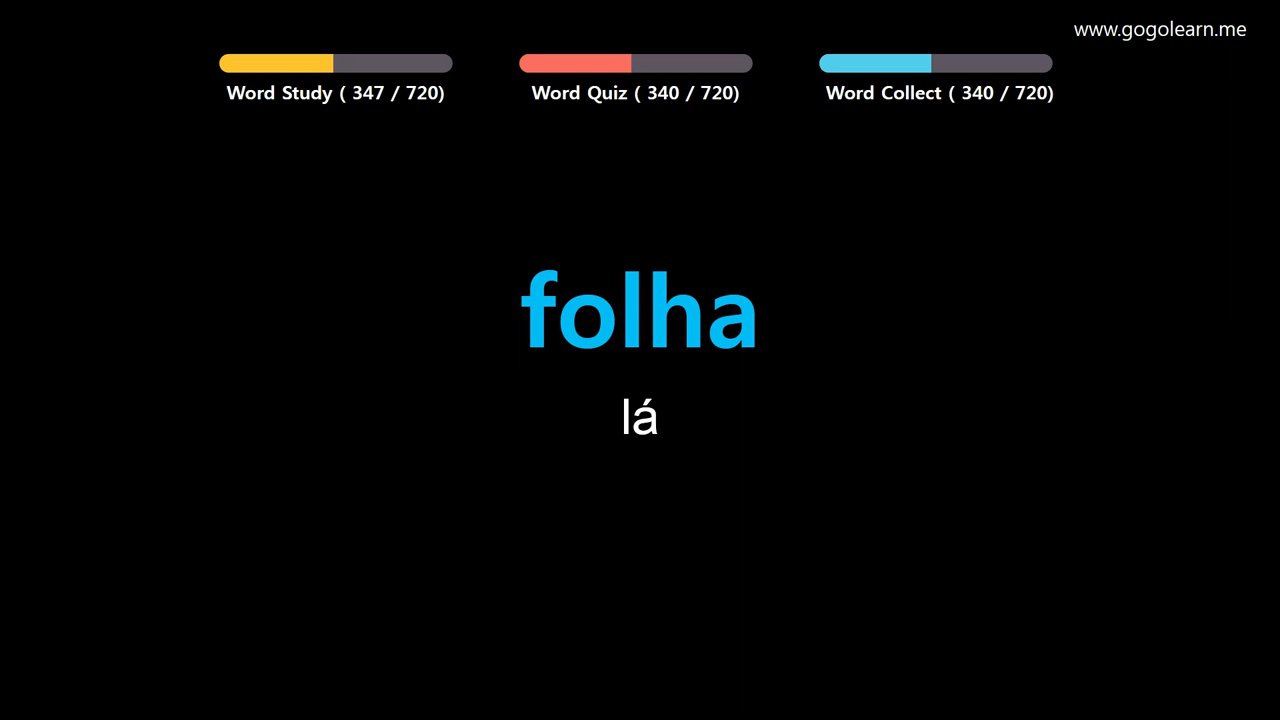 www.gogolearn.me
Word Study ( 347 / 720)
Word Quiz ( 340 / 720)
Word Collect ( 340 / 720)
folha
lá